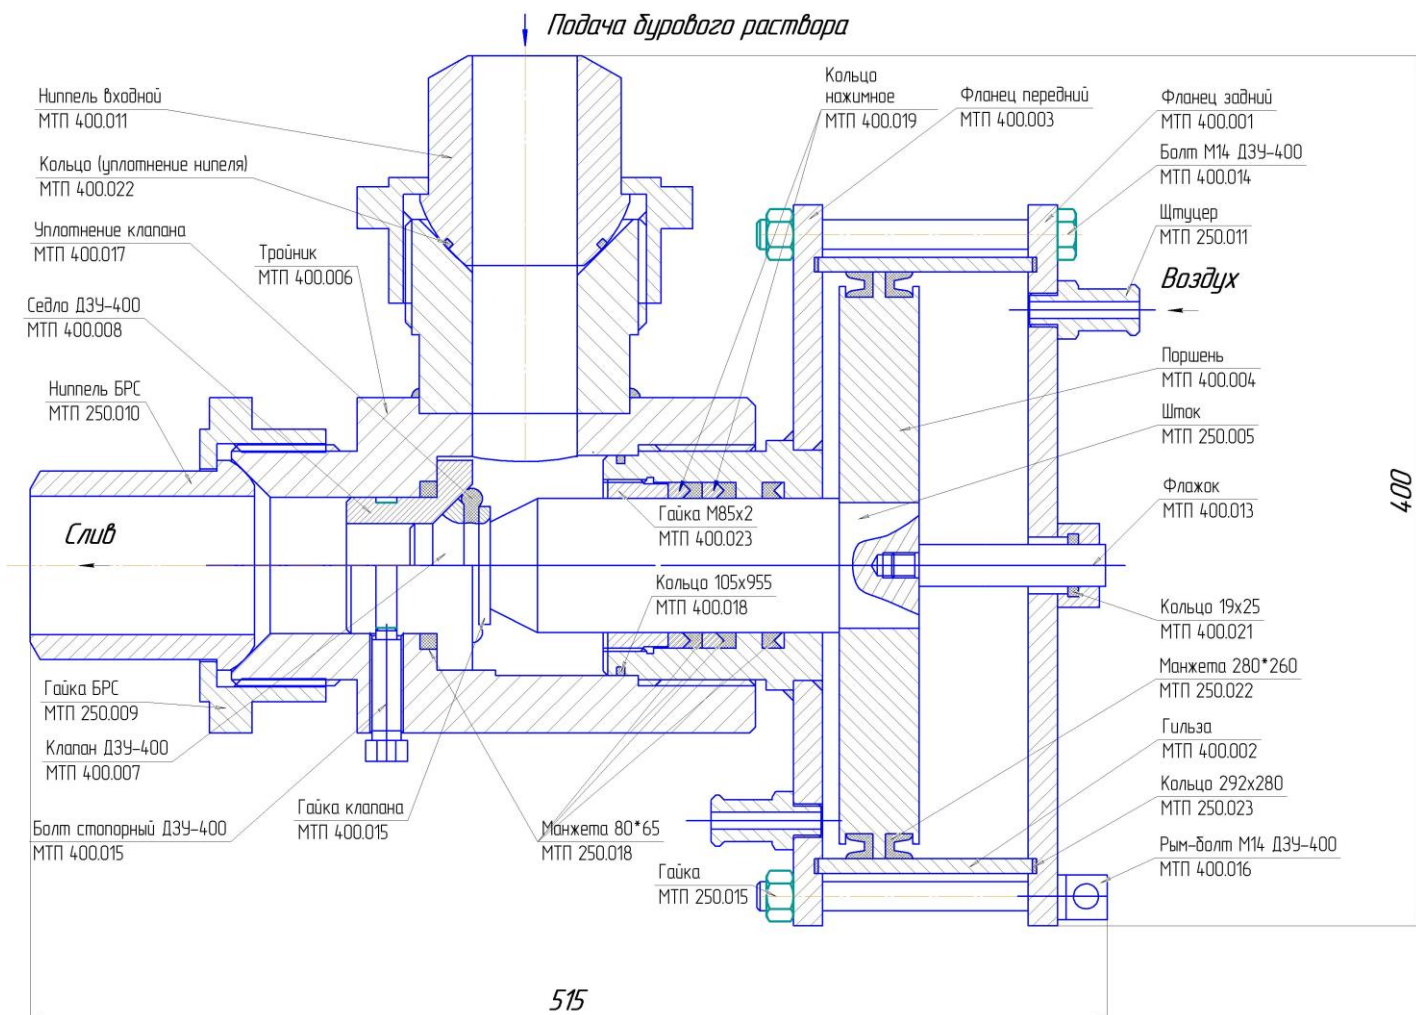 Подача бурового раствора
Ниппель входной
МТП 400.011
Кольцо (уплотнение нипеля)
МТП 400.022
Уплотнение клапана
МТП 400.017
Седло ДЗУ-400
МТП 400.008
Ниппель БРС
МТП 250.010
Тройник
МТП 400.006
Кольцо
нажимное
МТП 400.019
Фланец передний
МТП 400.003
Фланец задний
МТП 400.001
Болт М14 ДЗУ-400
МТП 400.014
Щтуцер
МТП 250.011
Воздух
Поршень
МТП 400.004
Шток
МТП 250.005
Флажок
МТП 400.013
400
Слив
Гайка М85х2
МТП 400.023
Кольцо 105х955
МТП 400.018
Кольцо 19х25
МТП 400.021
Манжета 280*260
МТП 250.022
Гильза
МТП 400.002
Кольцо 292х280
МТП 250.023
Рым-болт М14 ДЗУ-400
МТП 400.016
Гайка БРС
МТП 250.009
Клапан ДЗУ-400
МТП 400.007
Болт стопорный ДЗУ-400
МТП 400.015
Гайка клапана
МТП 400.015
Манжета 80*65
МТП 250.018
Гайка
МТП 250.015
515